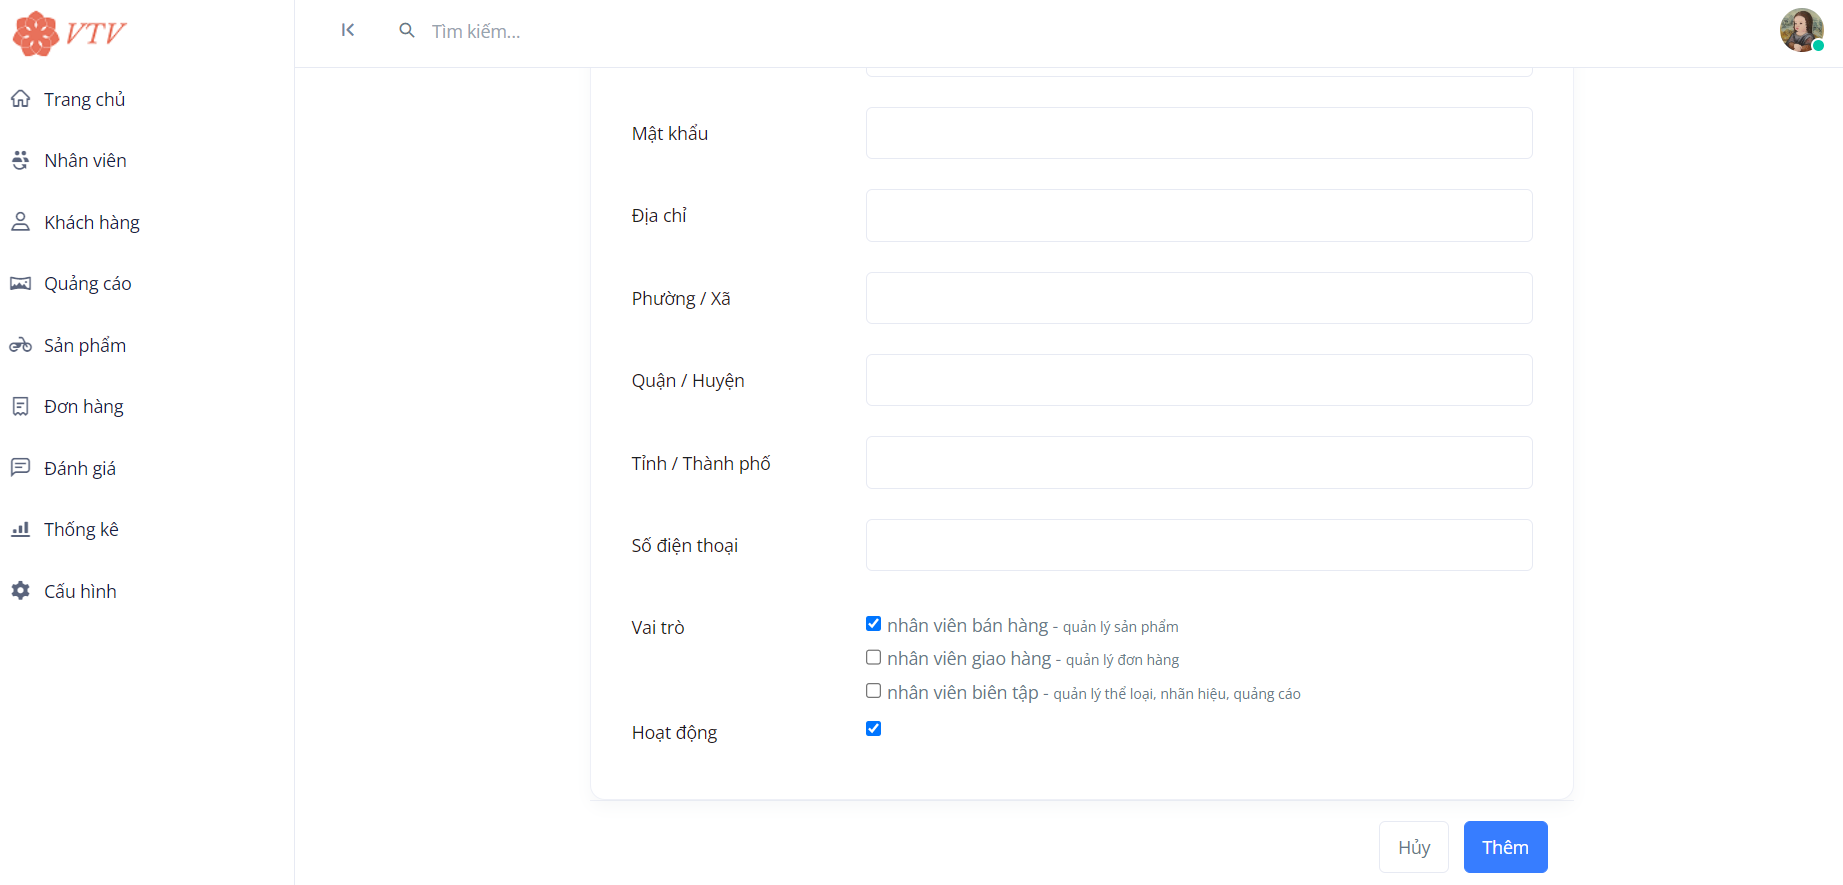 VTV
Tìm kiếm...
Trang chủ
Nhân viên
Khách hàng
Quảng cáo
Sản phẩm
Đơn hàng
Đánh giá
Thống kê
Cấu hình
Mật khẩu
Địa chỉ
Phường / Xã
Quận / Huyện
Tỉnh / Thành phố
Số điện thoại
Vai trò
nhân viên bán hàng - quản lý sản phẩm
nhân viên giao hàng - quản lý đơn hàng
nhân viên biên tập - quản lý thể loại, nhãn hiệu, quảng cáo
Hoạt động
Hủy
Thêm